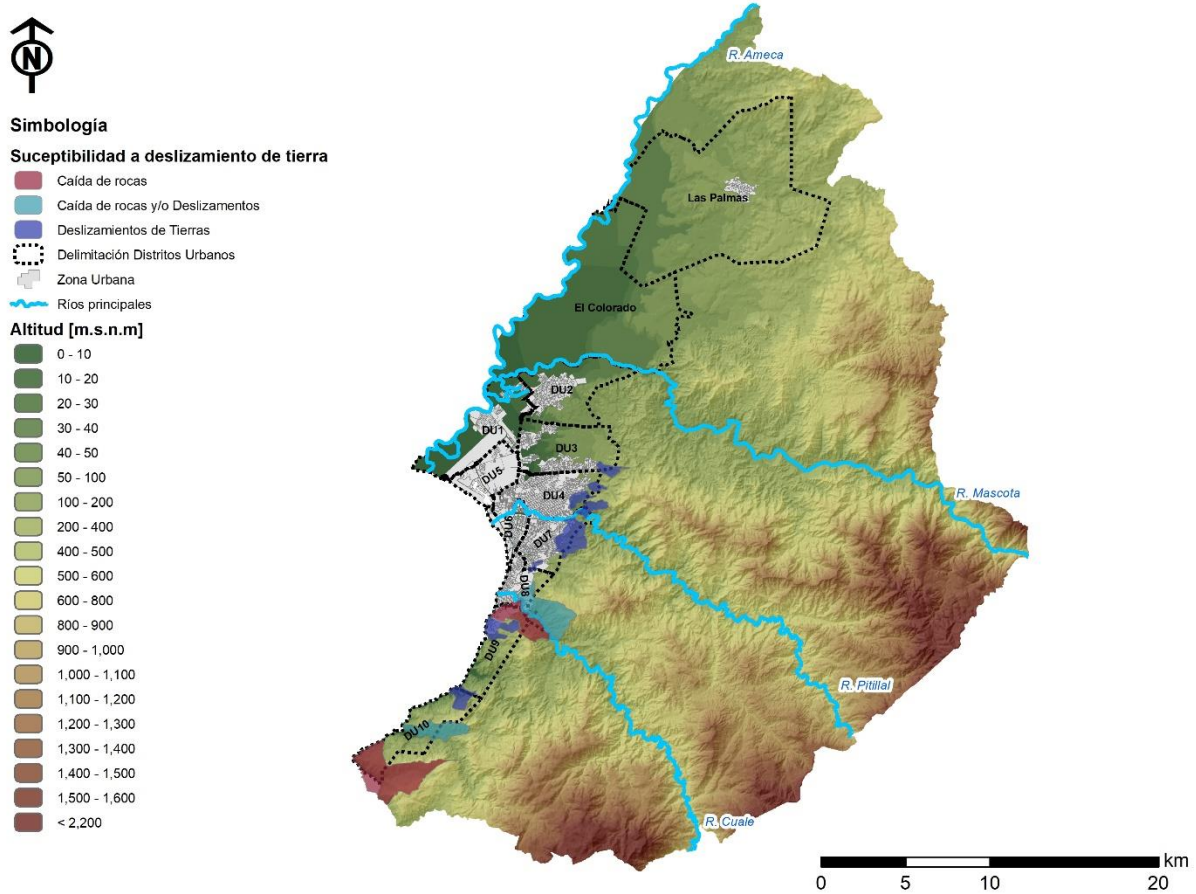 N
Simbología
Suceptibilidad a deslizamiento de tierra
Caída de rocas
Caída de rocas y/o Deslizamentos
Deslizamientos de Tierras
Delimitación Distritos Urbanos
Zona Urbana
Ríos principales
Altitud [m.s.n.m]
0 - 10
10 - 20
20 - 30
30 - 40
40 - 50
50 - 100
100 - 200
200 - 400
400 - 500
500 - 600
600 - 800
800 - 900
900 - 1,000
1,000 - 1,100
1,100 - 1,200
1,200 - 1,300
1,300 - 1,400
1,400 - 1,500
1,500 - 1,600
< 2,200
R. Ameca
Las Palmas
El Colorado
DU2
DU1
DU3
DU5
DU4
R. Mascota
DU6
DU7
DU8
DU9
R. Pitillal
DU10
R. Cuale
km
0 5 10 20